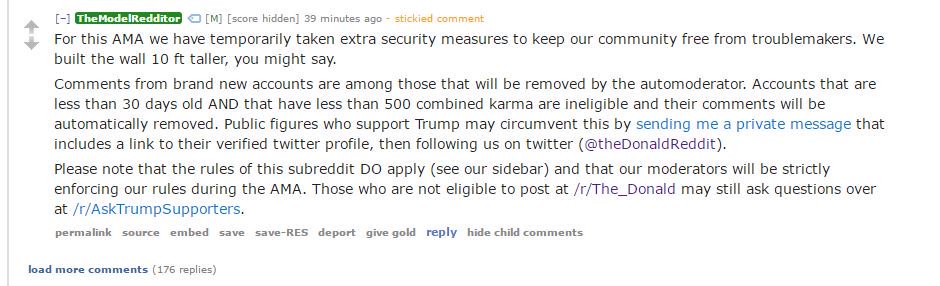 [–] TheModelRedditor [M] [score hidden] 39 minutes ago - stickied comment
For this AMA we have temporarily taken extra security measures to keep our community free from troublemakers. We
built the wall 10 ft taller, you might say.
Comments from brand new accounts are among those that will be removed by the automoderator. Accounts that are
less than 30 days old AND that have less than 500 combined karma are ineligible and their comments will be
automatically removed. Public figures who support Trump may circumvent this by sending me a private message that
includes a link to their verified twitter profile, then following us on twitter (@theDonaldReddit).
Please note that the rules of this subreddit DO apply (see our sidebar) and that our moderators will be strictly
enforcing our rules during the AMA. Those who are not eligible to post at /r/The_Donald may still ask questions over
at /r/AskTrumpSupporters.
permalink source embed save save-RES deport give gold reply hide child comments
load more comments (176 replies)